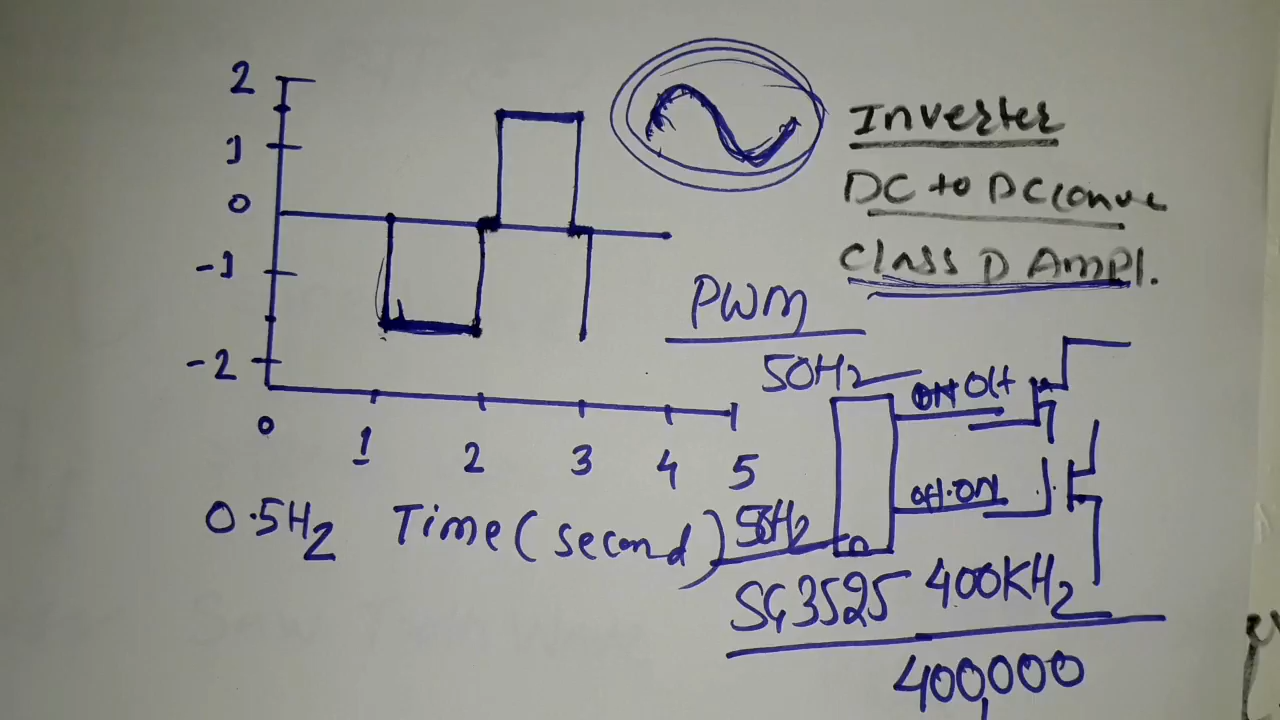 2
1
0
-1
-2
0 1 2 3 4 5
0.5Hz Time (second)
Inverter
DC to DC Conve
Class D Ampl.
PWM
50Hz
ON Off
Off.ON
50Hz
SG3525 400KHz
400,000